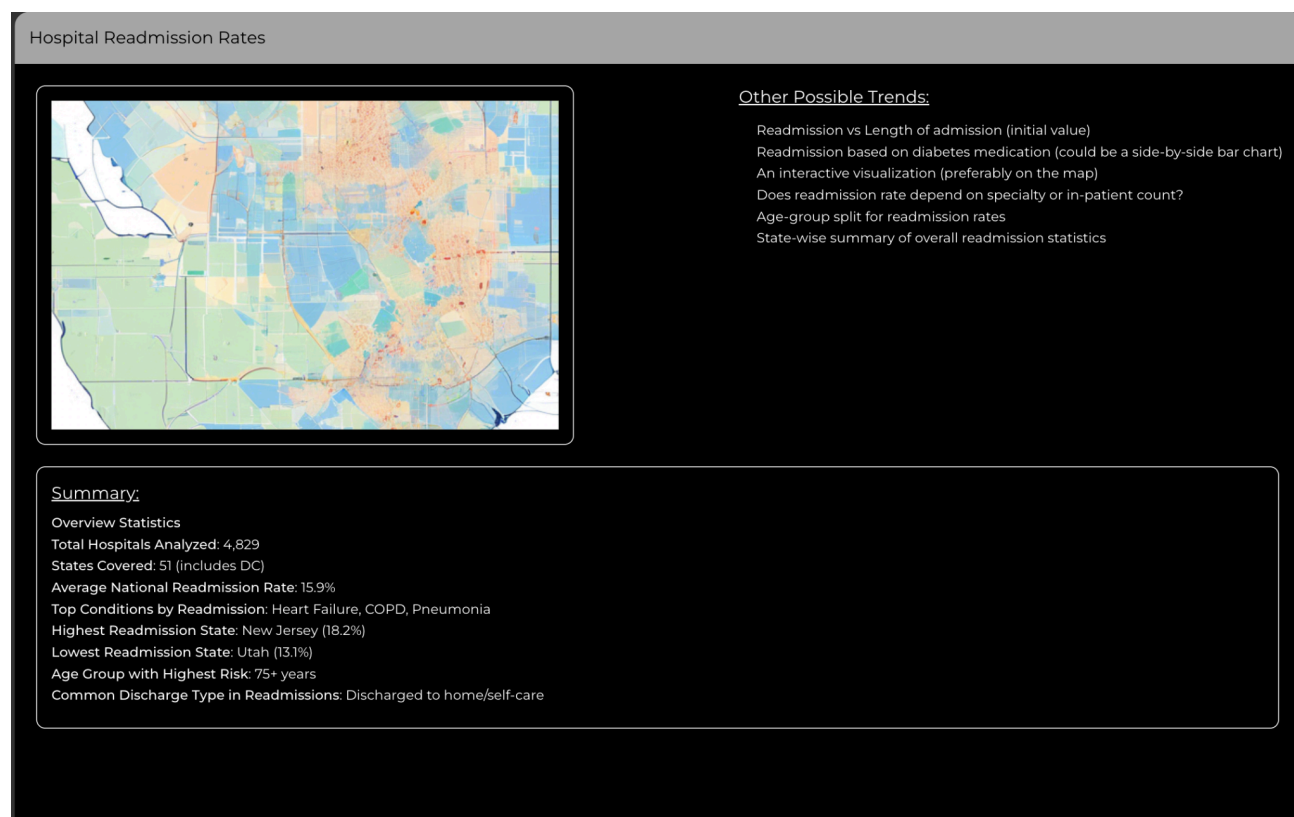 Hospital Readmission Rates
Other Possible Trends:
Readmission vs Length of admission (initial value)
Readmission based on diabetes medication (could be a side-by-side bar chart)
An interactive visualization (preferably on the map)
Does readmission rate depend on specialty or in-patient count?
Age-group split for readmission rates
State-wise summary of overall readmission statistics
Summary:
Overview Statistics
Total Hospitals Analyzed: 4,829
States Covered: 51 (includes DC)
Average National Readmission Rate: 15.9%
Top Conditions by Readmission: Heart Failure, COPD, Pneumonia
Highest Readmission State: New Jersey (18.2%)
Lowest Readmission State: Utah (13.1%)
Age Group with Highest Risk: 75+ years
Common Discharge Type in Readmissions: Discharged to home/self-care